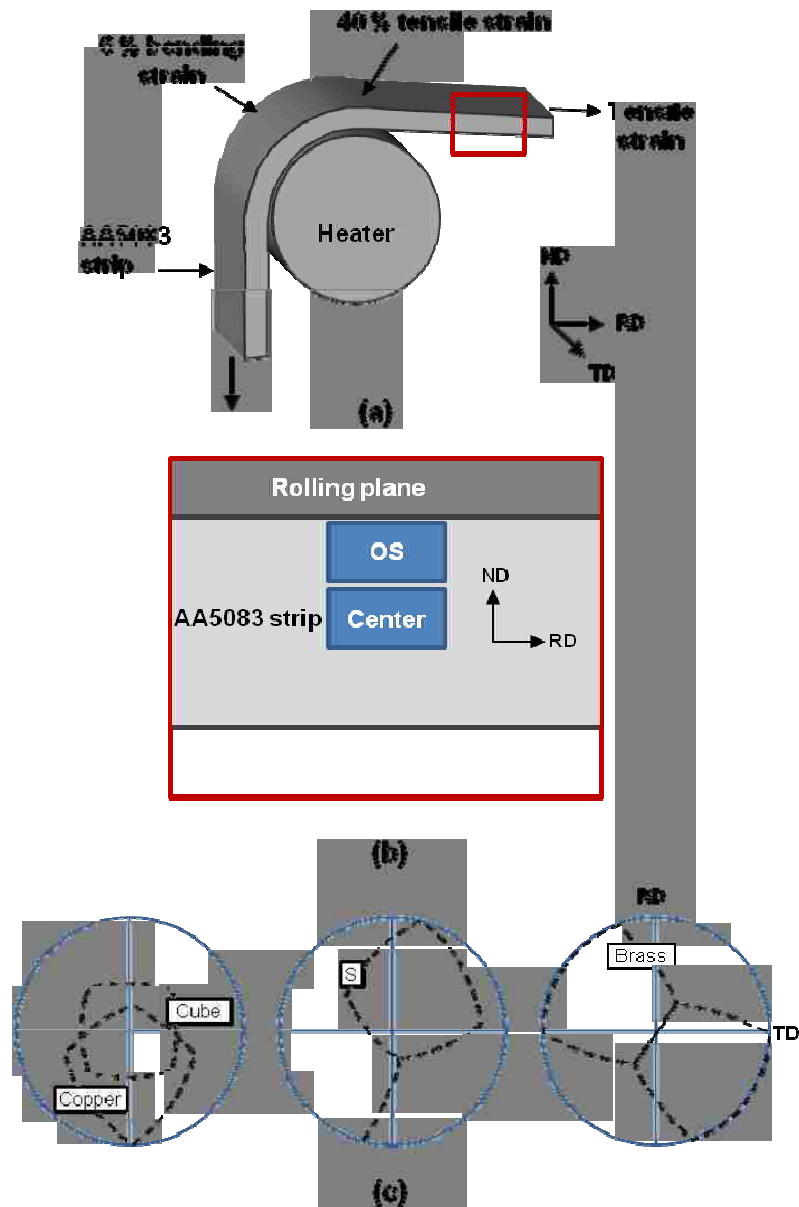 6 % bending
strain
40 % tensile strain
Tensile
strain
AA5083
strip
Heater
ND
RD
TD
(a)
Rolling plane
OS
AA5083 strip
Center
ND
RD
(b)
RD
Cube
Copper
S
Brass
TD
(c)